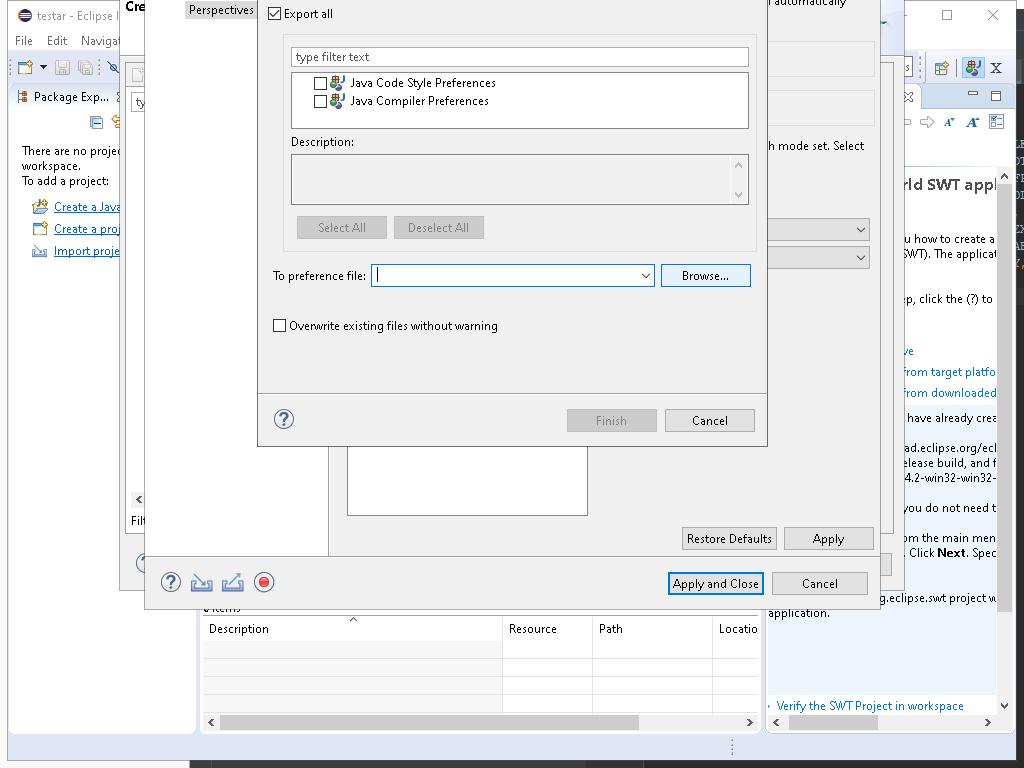 testar - Eclipse I
File Edit Navigat
Package Exp...
There are no projec
workspace.
To add a project:
Create a Java
Create a proj
Import proje
Cre
ty
Filt
Perspectives
Export all
type filter text
Java Code Style Preferences
Java Compiler Preferences
Description:
Select All
Deselect All
To preference file:
Browse...
Overwrite existing files without warning
Finish
Cancel
automatically
h mode set. Select
Restore Defaults
Apply
Apply and Close
Cancel
rld SWT appl
u how to create a
SWT). The applicat
ep, click the (?) to
ve
from target platfo
from downloaded
have already crea
ad.eclipse.org/ecl
elease build, and f
4.2-win32-win32-
you do not need t
om the main men
. Click Next. Spec
g.eclipse.swt project w
application.
Verify the SWT Project in workspace
items
Description
Resource
Path
Locatio